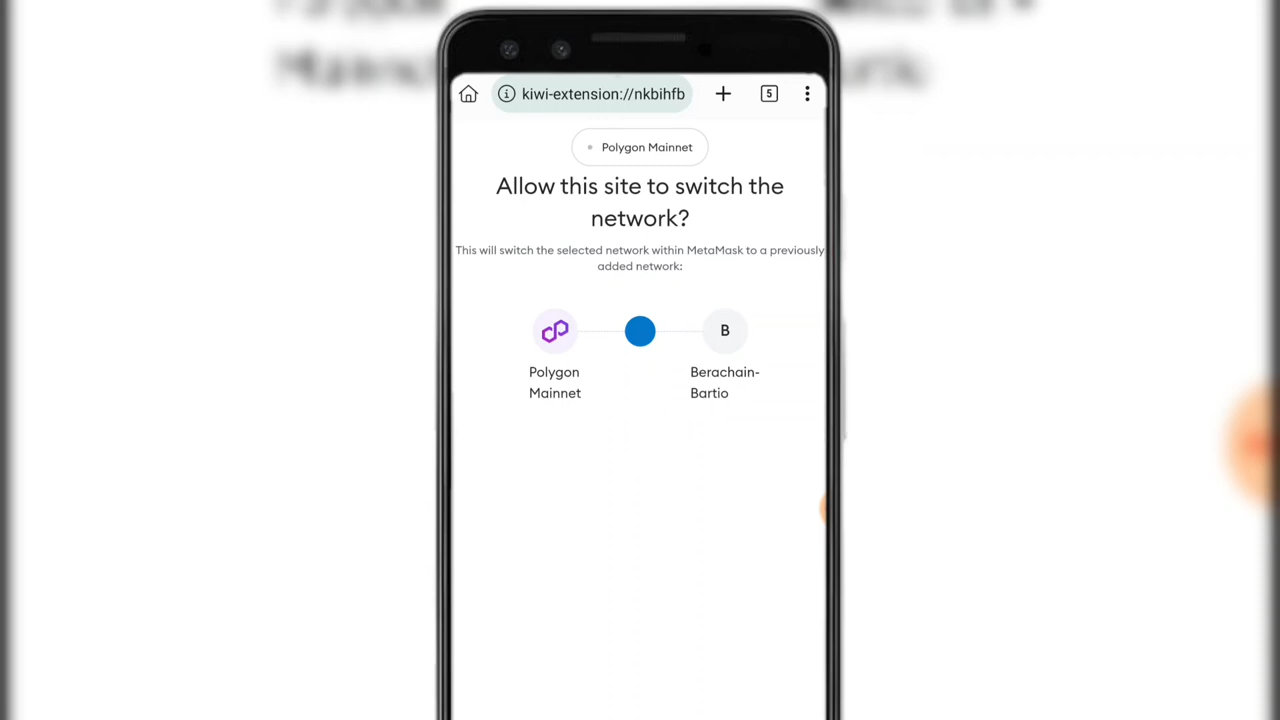 kiwi-extension://nkbihfb
5
Polygon Mainnet
Allow this site to switch the
network?
This will switch the selected network within MetaMask to a previously
added network:
B
Polygon
Mainnet
Berachain-
Bartio